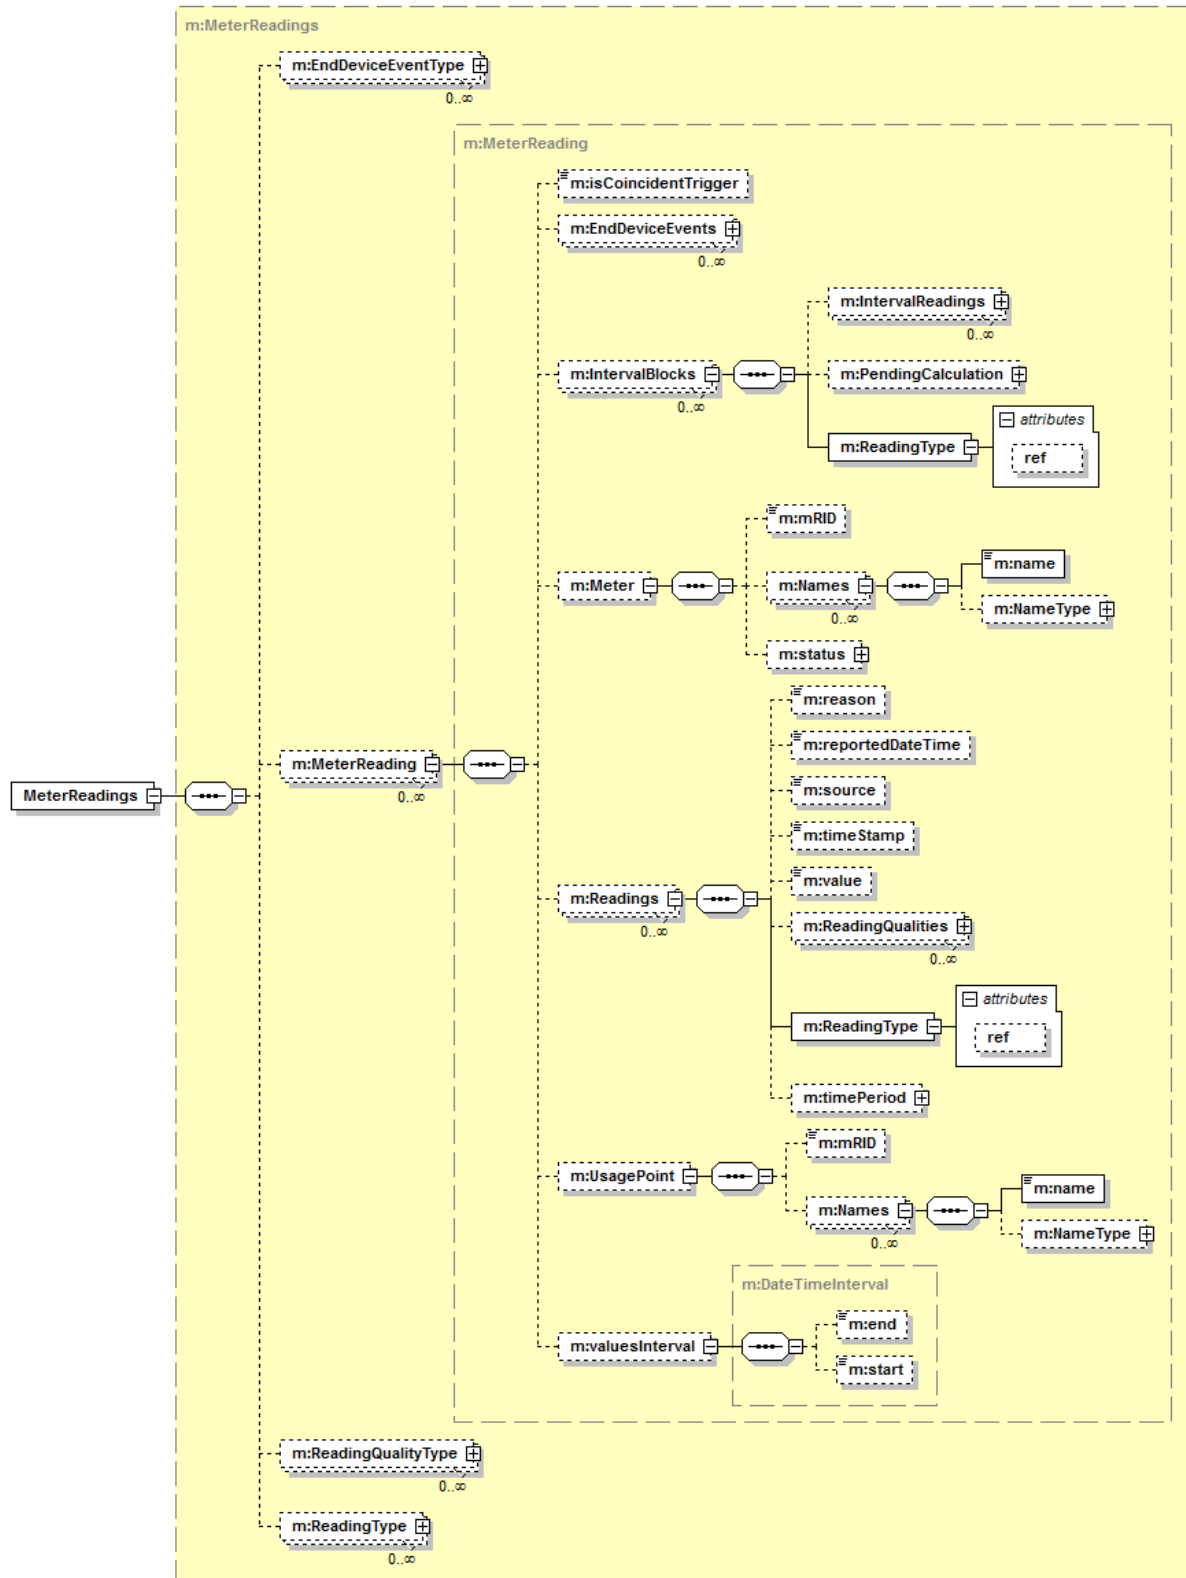 m:MeterReadings
m:EndDeviceEventType
0..∞
m:MeterReading
m:isCoincidentTrigger
m:EndDeviceEvents
0..∞
m:IntervalReadings
0..∞
m:IntervalBlocks
0..∞
m:PendingCalculation
attributes
m:ReadingType
ref
m:mRID
m:Meter
m:Names
0..∞
m:name
m:NameType
m:status
m:reason
m:reportedDateTime
MeterReadings
m:MeterReading
0..∞
m:source
m:timeStamp
m:value
m:Readings
0..∞
m:ReadingQualities
0..∞
attributes
m:ReadingType
ref
m:timePeriod
m:mRID
m:UsagePoint
m:Names
0..∞
m:name
m:NameType
m:DateTimeInterval
m:end
m:valuesInterval
m:start
m:ReadingQualityType
0..∞
m:ReadingType
0..∞